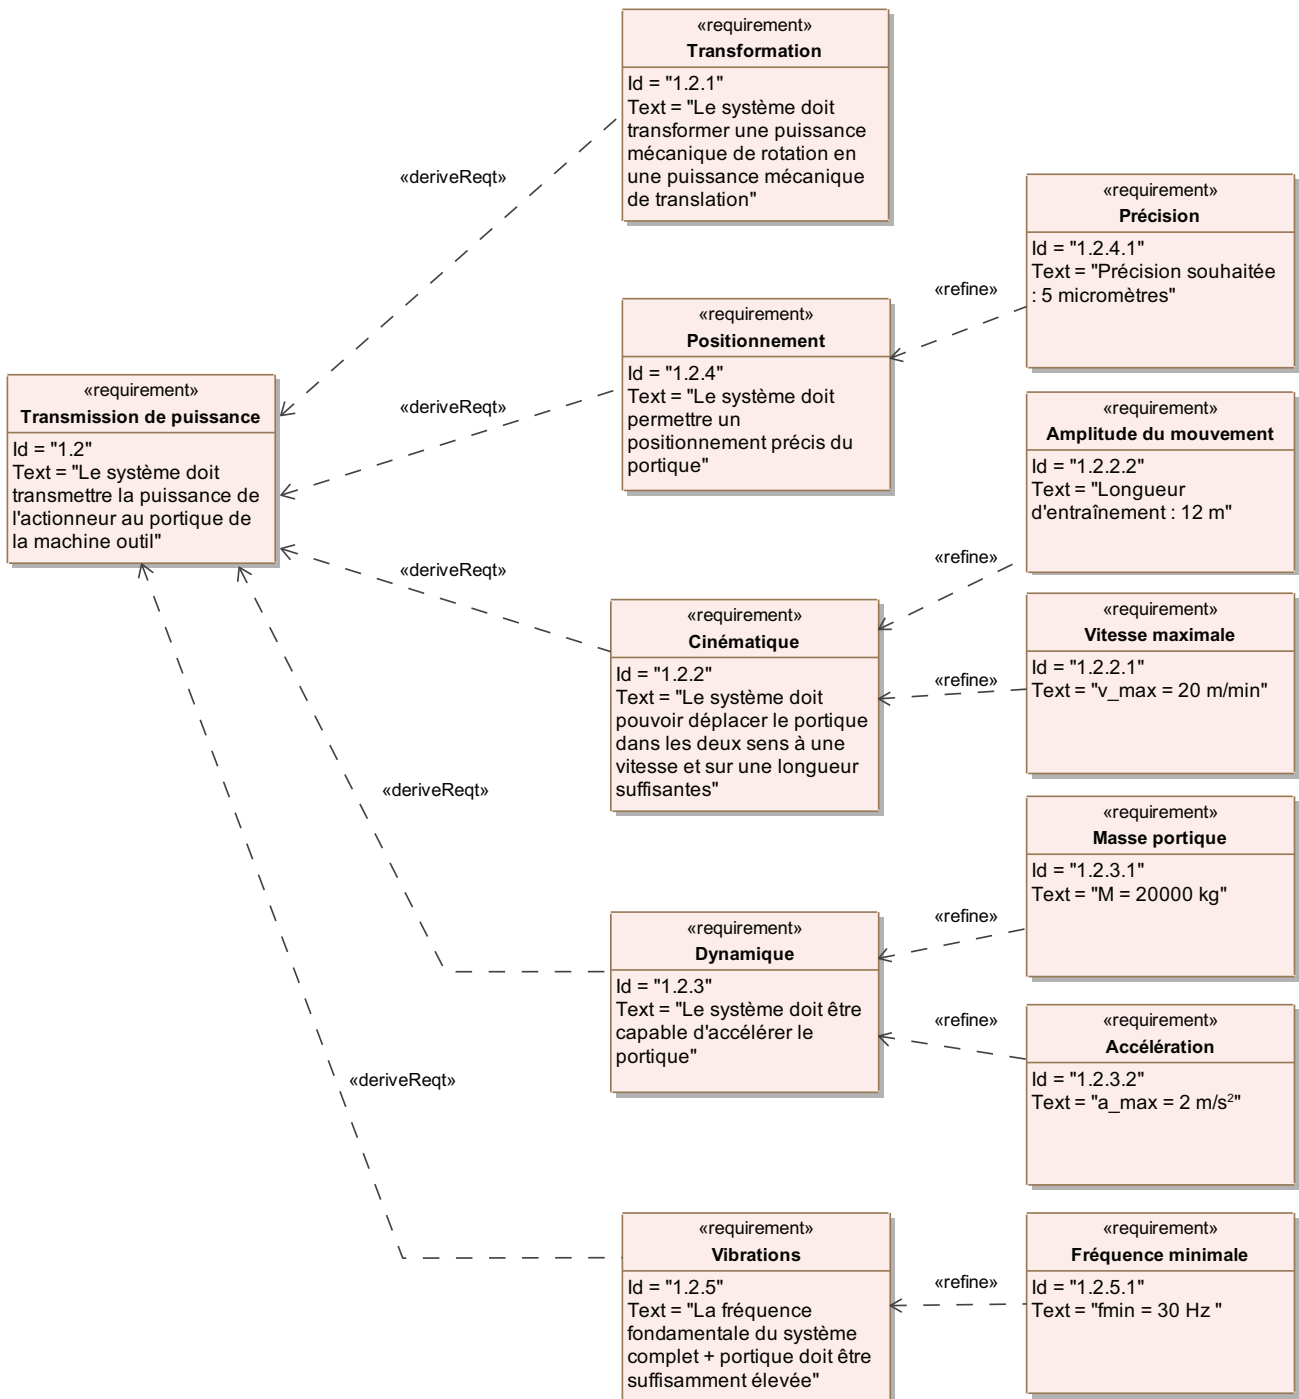 «requirement»
Transformation
Id = "1.2.1"
Text = "Le système doit
transformer une puissance
mécanique de rotation en
une puissance mécanique
de translation"
«deriveReqt»
«requirement»
Précision
Id = "1.2.4.1"
Text = "Précision souhaitée
: 5 micromètres"
«refine»
«requirement»
Positionnement
Id = "1.2.4"
Text = "Le système doit
permettre un
positionnement précis du
portique"
«deriveReqt»
«requirement»
Transmission de puissance
Id = "1.2"
Text = "Le système doit
transmettre la puissance de
l'actionneur au portique de
la machine outil"
«requirement»
Amplitude du mouvement
Id = "1.2.2.2"
Text = "Longueur
d'entraînement : 12 m"
«refine»
«deriveReqt»
«requirement»
Cinématique
Id = "1.2.2"
Text = "Le système doit
pouvoir déplacer le portique
dans les deux sens à une
vitesse et sur une longueur
suffisantes"
«requirement»
Vitesse maximale
Id = "1.2.2.1"
Text = "v_max = 20 m/min"
«refine»
«deriveReqt»
«requirement»
Masse portique
Id = "1.2.3.1"
Text = "M = 20000 kg"
«refine»
«requirement»
Dynamique
Id = "1.2.3"
Text = "Le système doit être
capable d'accélérer le
portique"
«refine»
«requirement»
Accélération
Id = "1.2.3.2"
Text = "a_max = 2 m/s²"
«deriveReqt»
«requirement»
Vibrations
Id = "1.2.5"
Text = "La fréquence
fondamentale du système
complet + portique doit être
suffisamment élevée"
«refine»
«requirement»
Fréquence minimale
Id = "1.2.5.1"
Text = "fmin = 30 Hz "